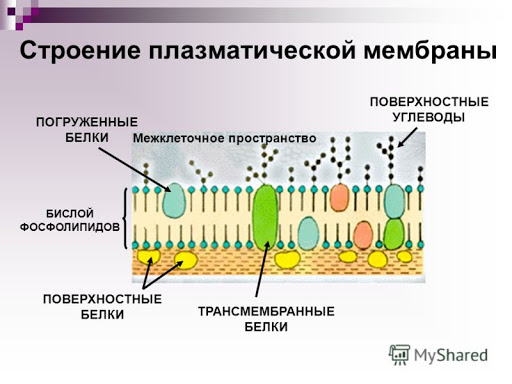 Строение плазматической мембраны
ПОВЕРХНОСТНЫЕ
УГЛЕВОДЫ
ПОГРУЖЕННЫЕ
БЕЛКИ
Межклеточное пространство
БИСЛОЙ
ФОСФОЛИПИДОВ
ПОВЕРХНОСТНЫЕ
БЕЛКИ
ТРАНСМЕМБРАННЫЕ
БЕЛКИ
MyShared